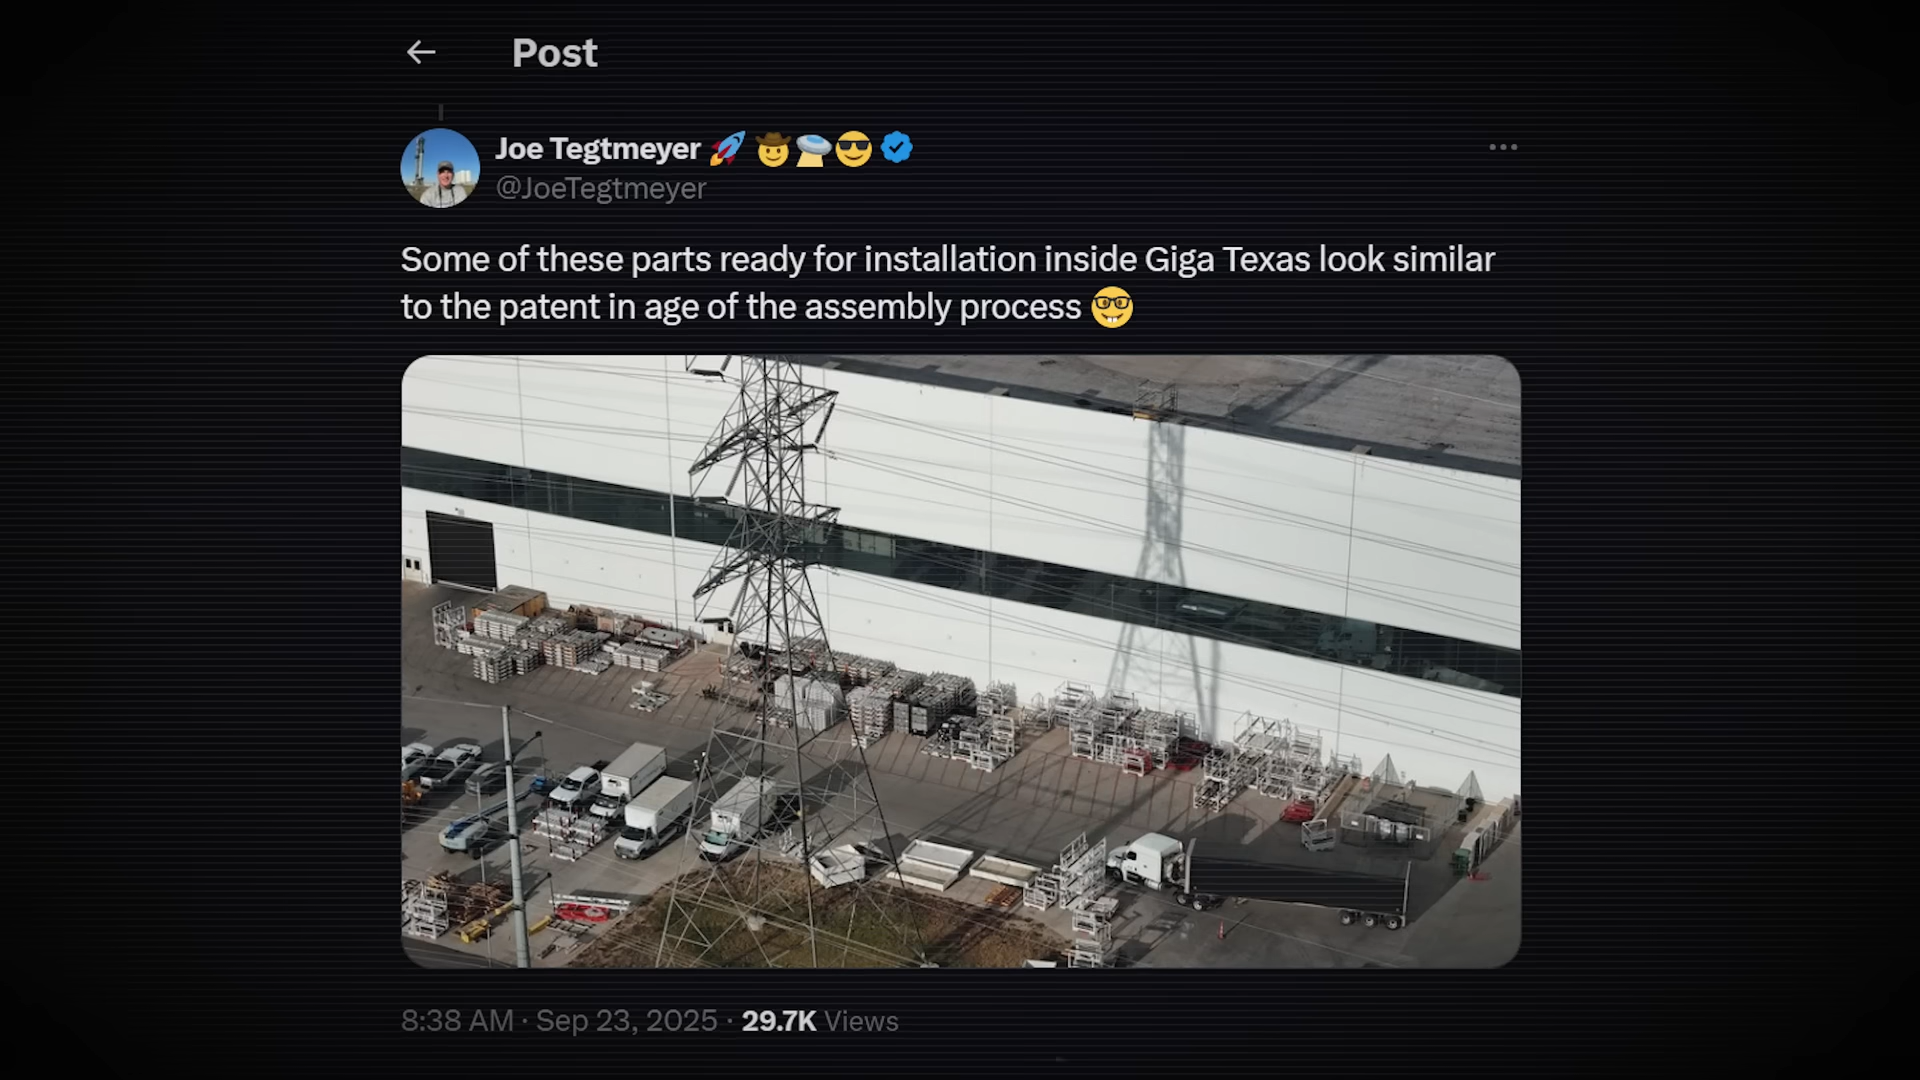 Post
Joe Tegtmeyer 🚀 🤠🛸😎
@JoeTegtmeyer
Some of these parts ready for installation inside Giga Texas look similar
to the patent in age of the assembly process 🤓
8:38 AM · Sep 23, 2025 · 29.7K Views